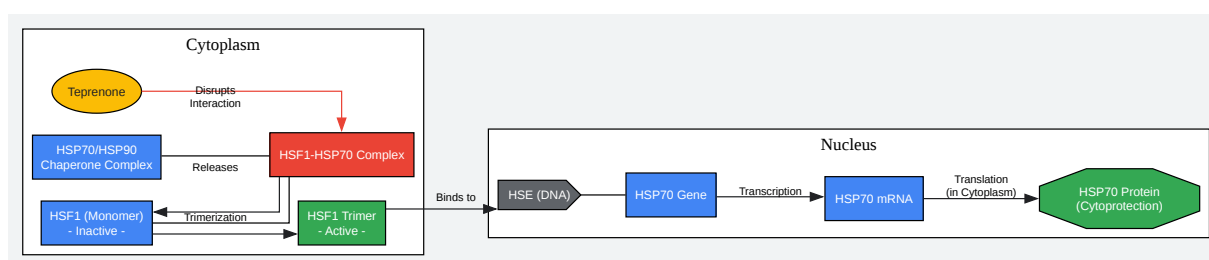 Cytoplasm
Teprenone
Disrupts
Interaction
HSP70/HSP90
Chaperone Complex
Releases
HSF1-HSP70 Complex
HSF1 (Monomer)
- Inactive -
Trimerization
HSF1 Trimer
- Active -
Binds to
Nucleus
HSE (DNA)
HSP70 Gene
Transcription
HSP70 mRNA
Translation
(in Cytoplasm)
HSP70 Protein
(Cytoprotection)